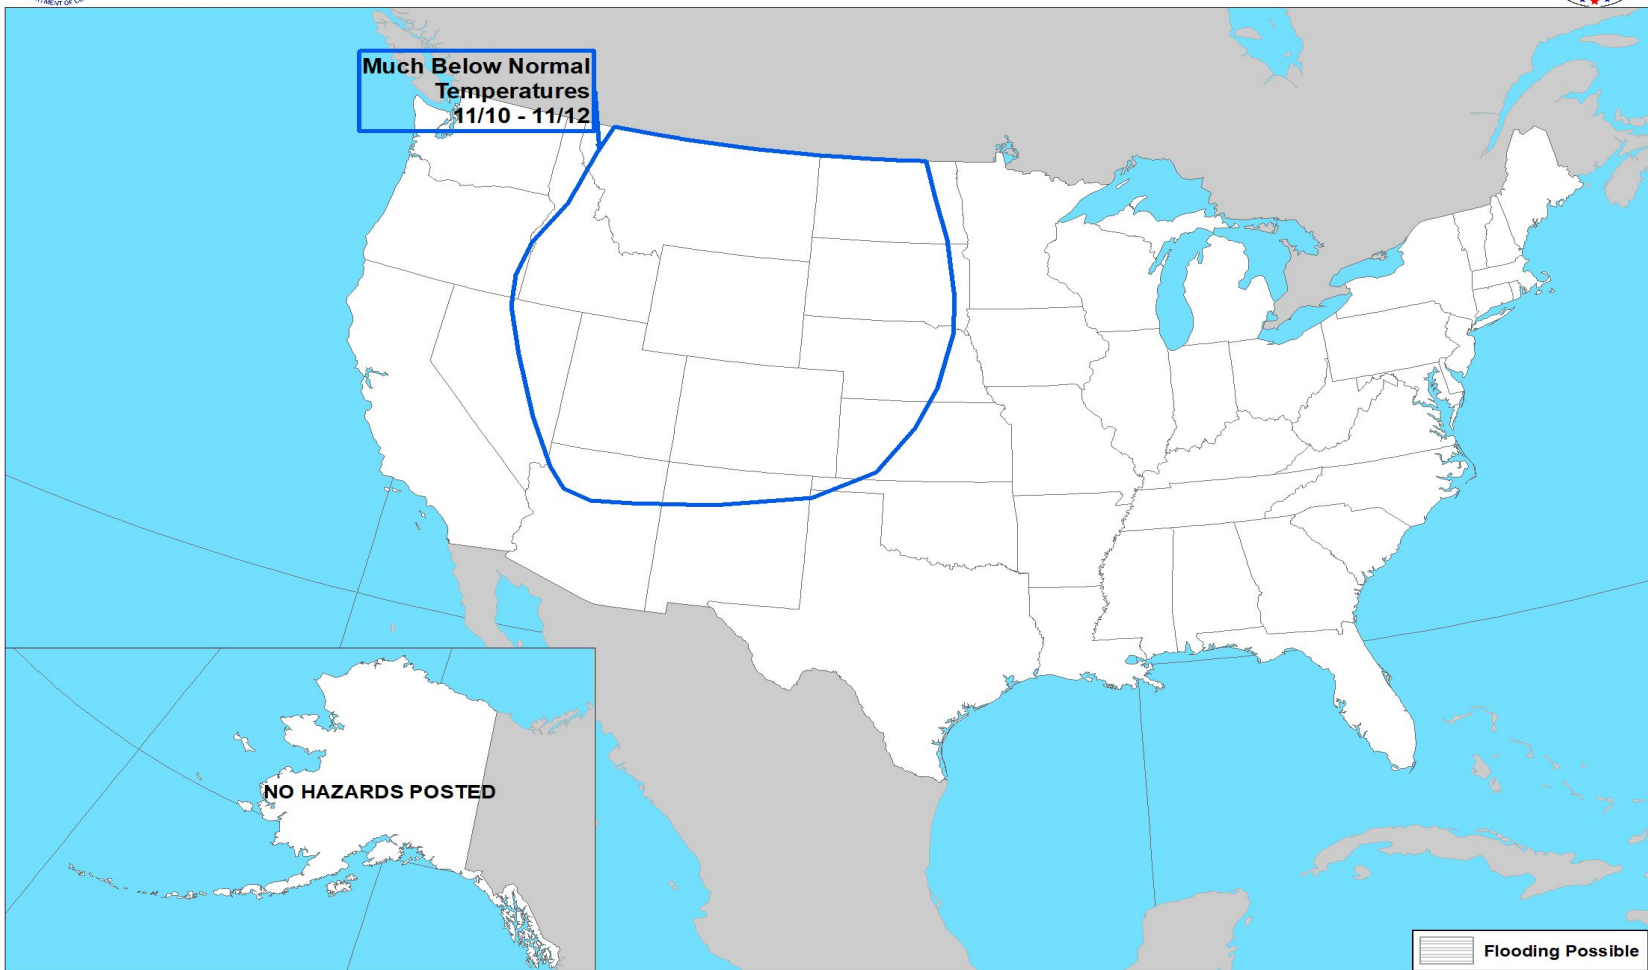 Much Below Normal
Temperatures
11/10 - 11/12
NO HAZARDS POSTED
Flooding Possible